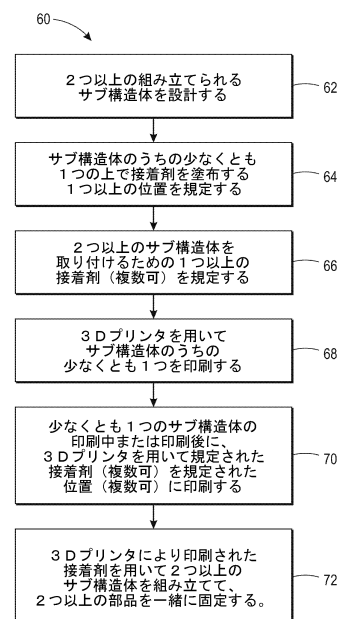 60
２つ以上の組み立てられる
サブ構造体を設計する
62
サブ構造体のうちの少なくとも
１つの上で接着剤を塗布する
１つ以上の位置を規定する
64
２つ以上のサブ構造体を
取り付けるための１つ以上の
接着剤（複数可）を規定する
66
３Ｄプリンタを用いて
サブ構造体のうちの
少なくとも１つを印刷する
68
少なくとも１つのサブ構造体の
印刷中または印刷後に、
３Ｄプリンタを用いて規定された
接着剤（複数可）を規定された
位置（複数可）に印刷する
70
３Ｄプリンタにより印刷された
接着剤を用いて２つ以上の
サブ構造体を組み立てて、
２つ以上の部品を一緒に固定する。
72